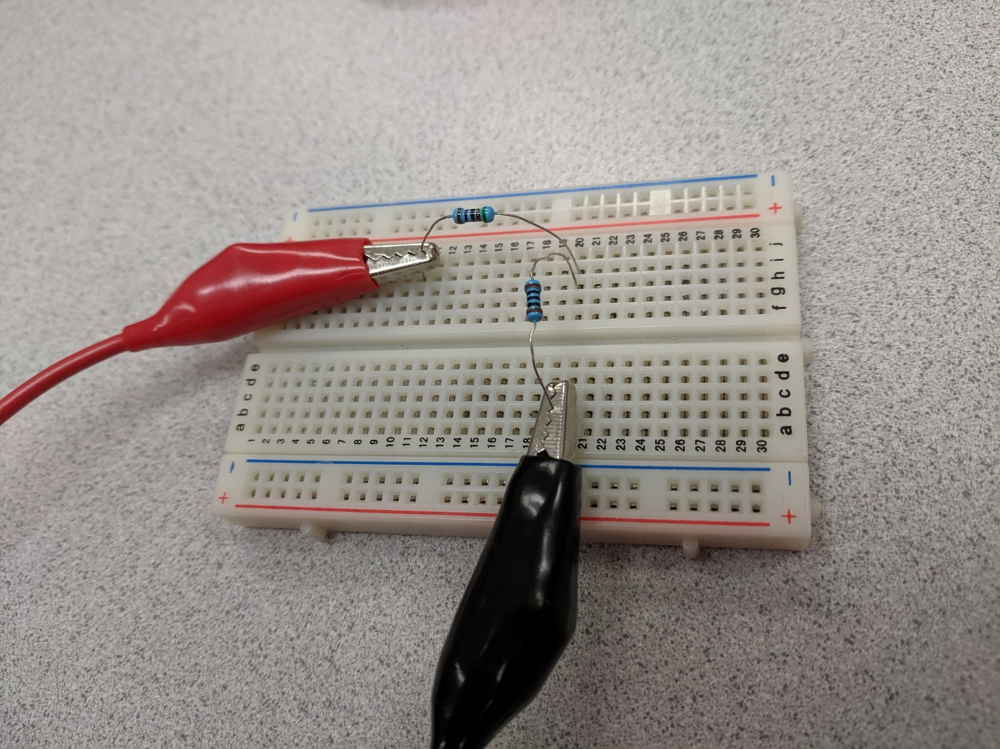 -
+
12 13 14 15 16 17 18 19 20 21 22 23 24 25 26 27 28 29 30
-
+
j
i
h
g
f
e
d
c
b
a
e
d
c
b
a
1 2 3 4 5 6 7 8 9 10 11 12 13 14 15 16 17 18 21 22 23 24 25 26 27 28 29 30
-
+
-
+